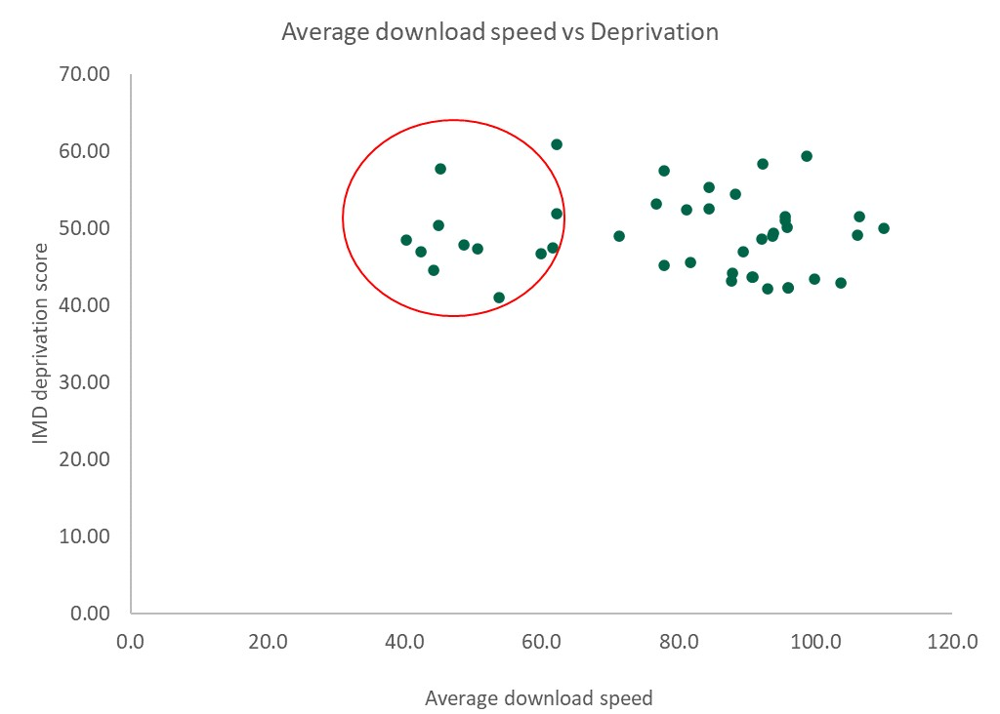 Average download speed vs Deprivation
70.00
60.00
50.00
40.00
30.00
20.00
10.00
0.00
IMD deprivation score
0.0 20.0 40.0 60.0 80.0 100.0 120.0
Average download speed